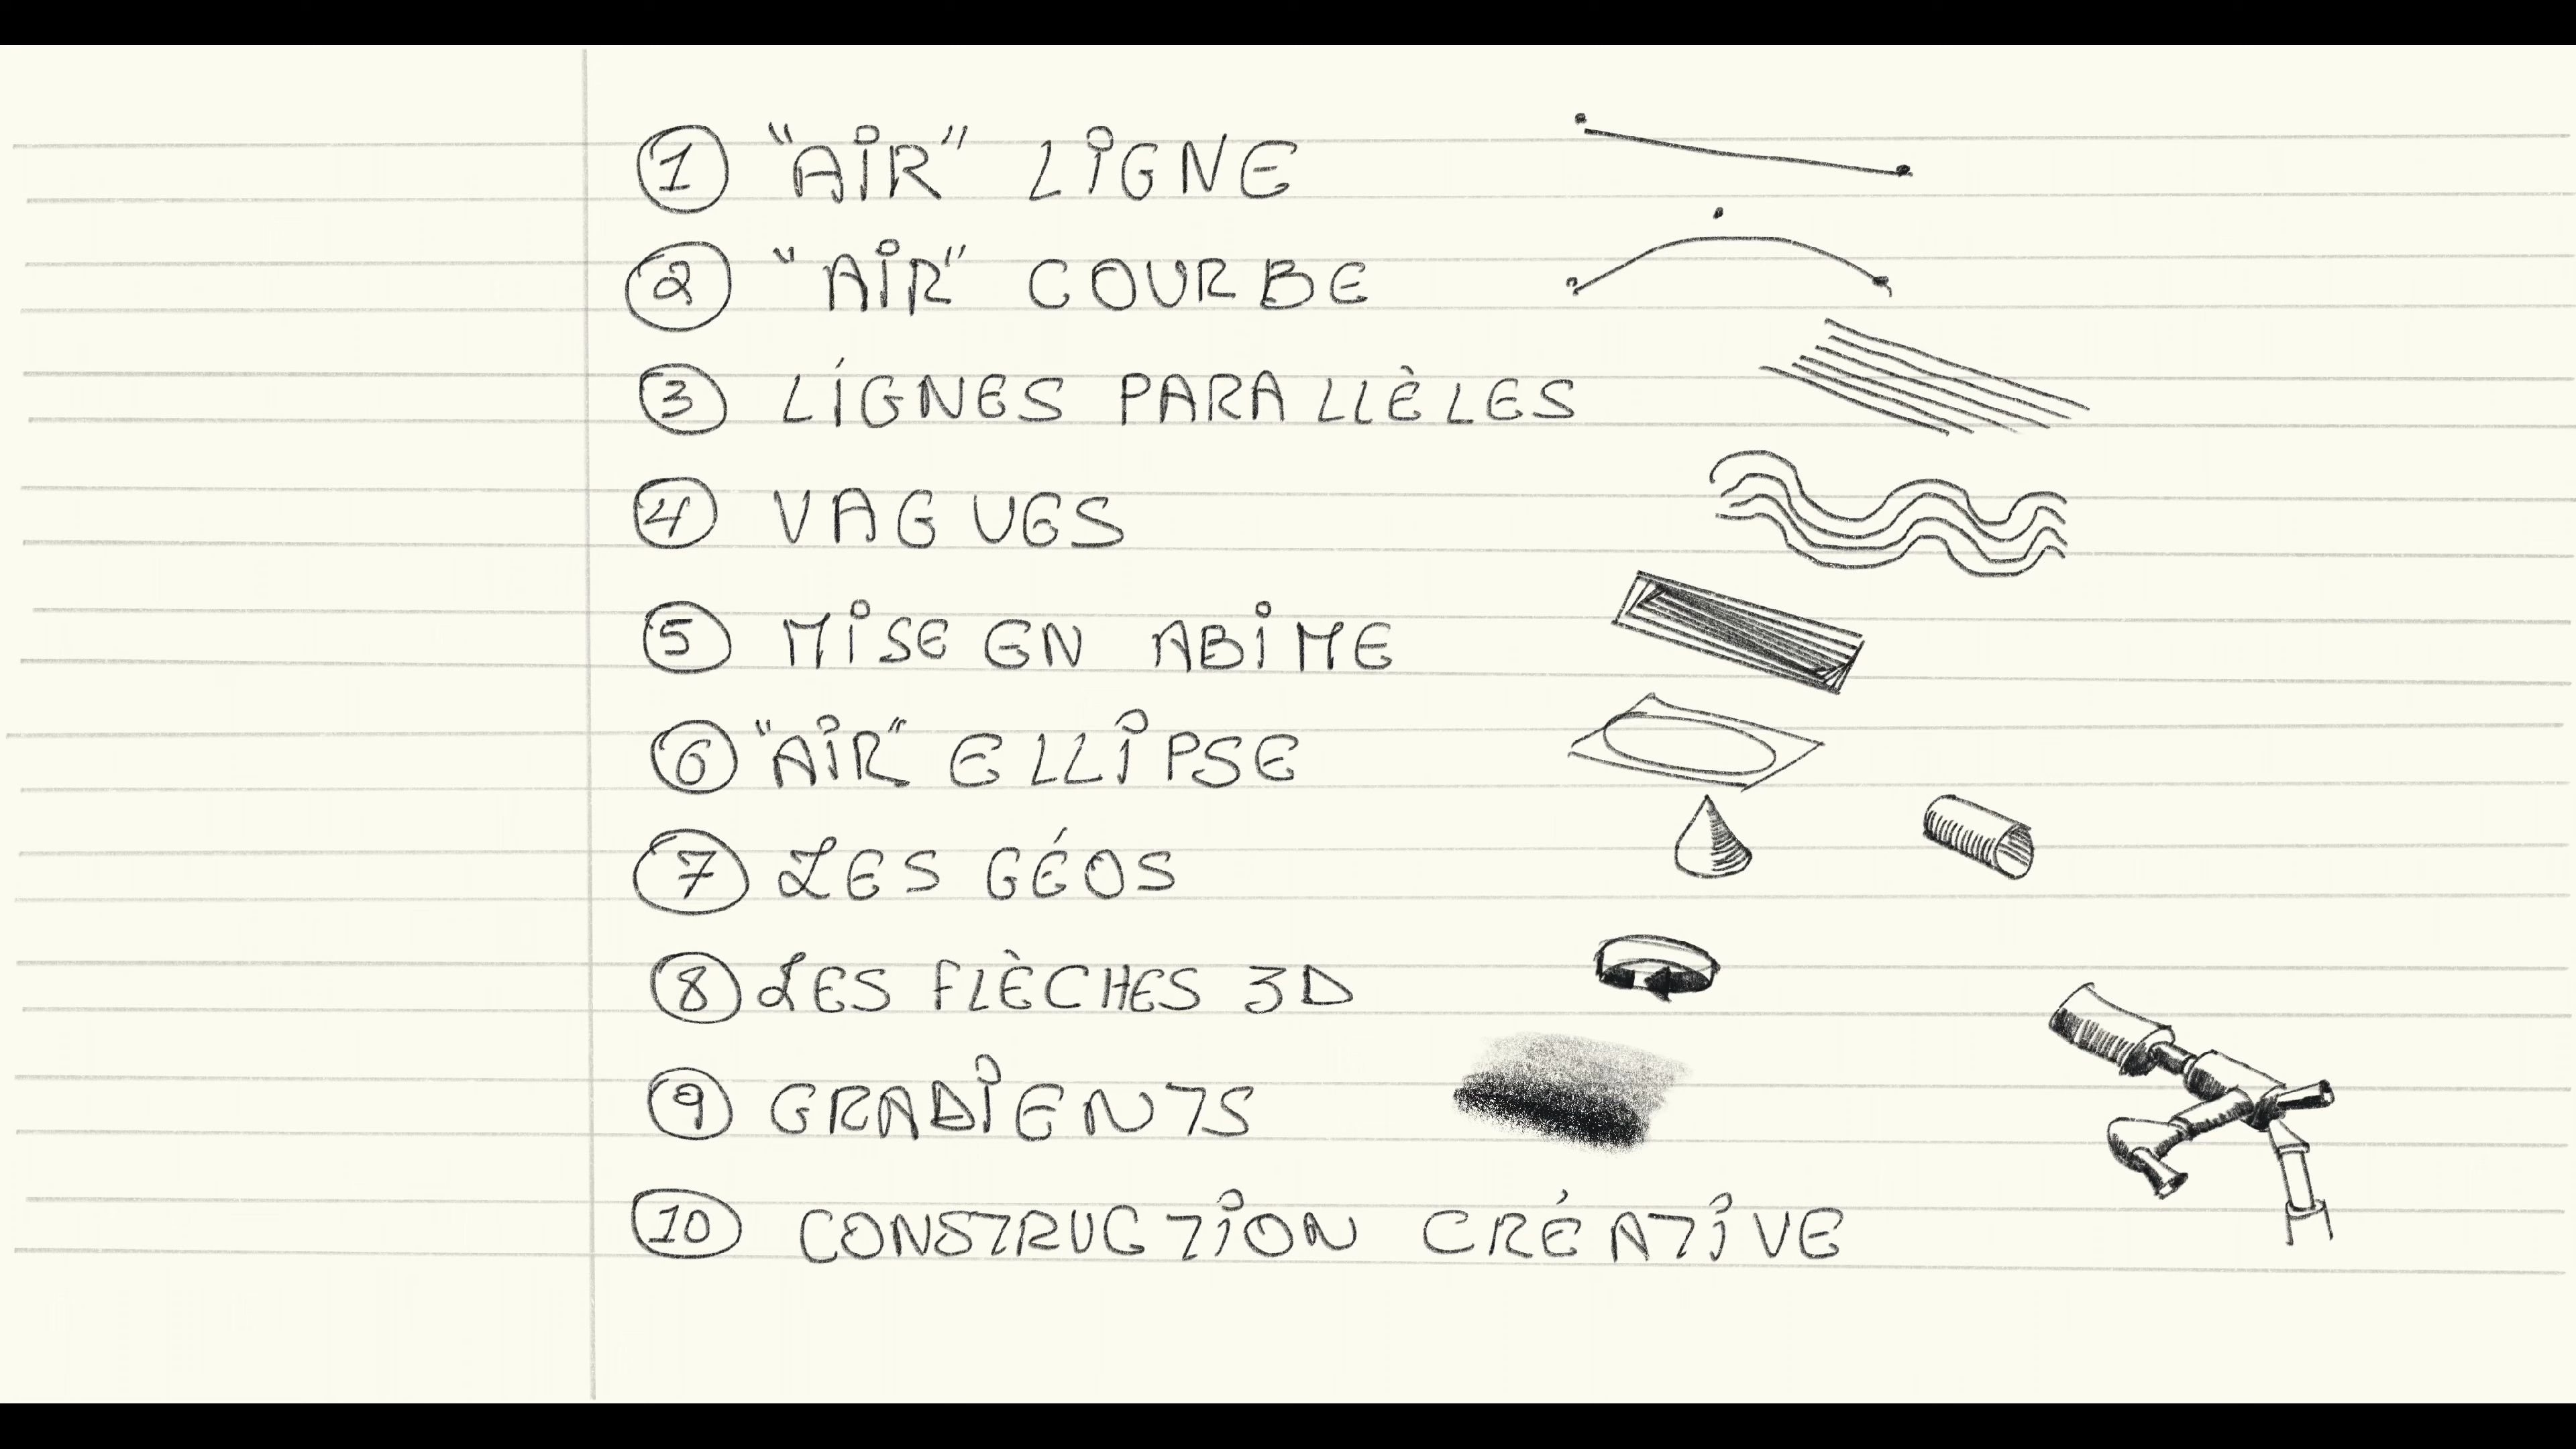 1 "AIR" LIGNE
2 "AIR" COURBE
3 LIGNES PARALLÈLES
4 VAGUES
5 MISE EN ABIME
6 "AIR" ELLIPSE
7 LES GÉOS
8 LES FLÈCHES 3D
9 GRADIENTS
10 CONSTRUCTION CRÉATIVE